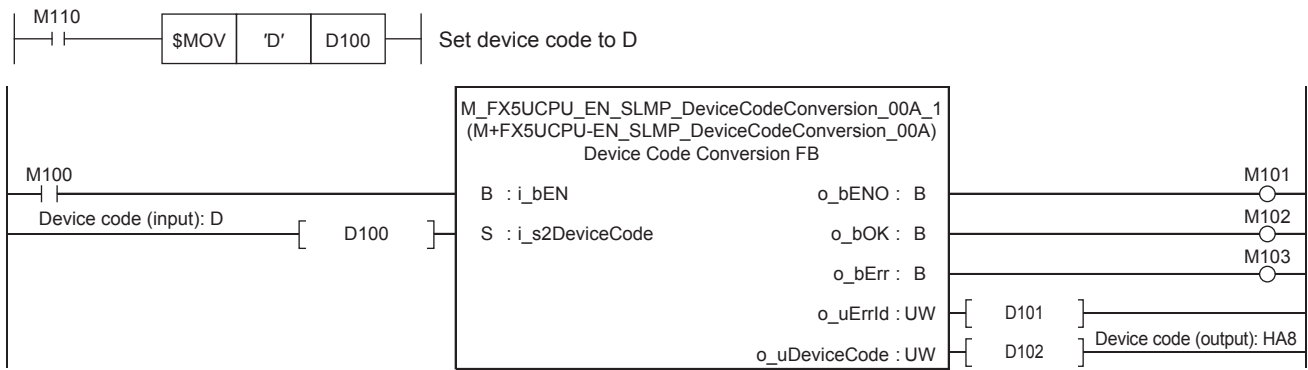 M110
$MOV 'D' D100 Set device code to D
M_FX5UCPU_EN_SLMP_DeviceCodeConversion_00A_1
(M+FX5UCPU-EN_SLMP_DeviceCodeConversion_00A)
Device Code Conversion FB
M100 M101
B : i_bEN o_bENO : B
Device code (input): D M102
D100 S : i_s2DeviceCode o_bOK : B
M103
o_bErr : B
o_uErrId : UW D101
Device code (output): HA8
o_uDeviceCode : UW D102